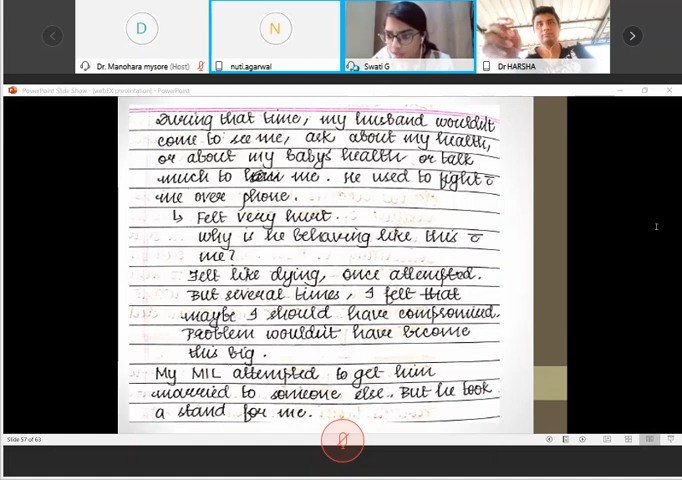 D
N
Dr. Manohara mysore (Host)
nuti.agarwal
Swati G
Dr HARSHA
PowerPoint Slide Show - [webEX presentation] - PowerPoint
During that time, my husband wouldn't
come to see me, ask about my health,
or about my babys health or talk
much to me. He used to fight c̄
me over phone.
↳ Felt very hurt.
why is he behaving like this c̄
me?
Felt like dying, once attempted.
But several times, I felt that
maybe I should have compromised.
Problem wouldn't have become
this big.
My MIL attempted to get him
married to someone else. But he took
a stand for me.
Slide 57 of 63